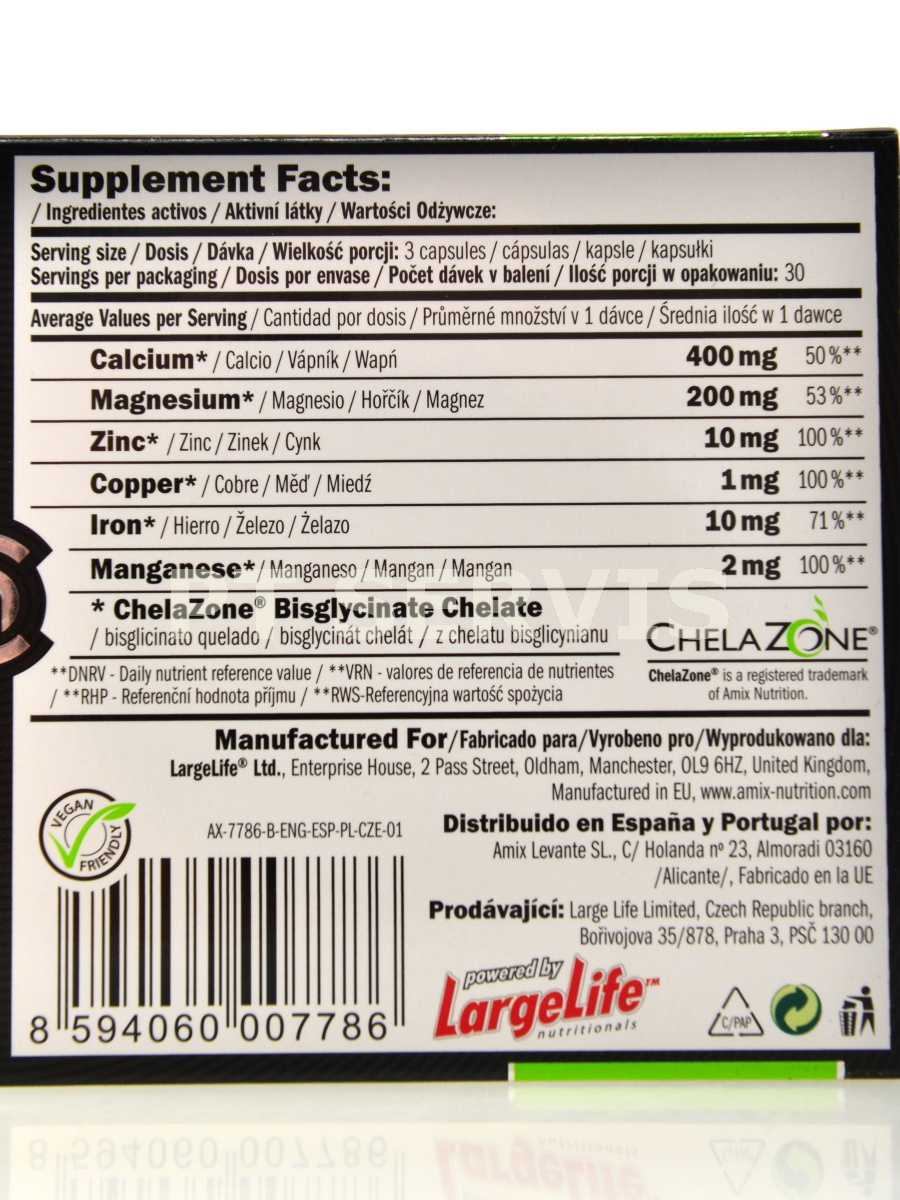 Supplement Facts:
/ Ingredientes activos / Aktivní látky / Wartości Odżywcze:
Serving size / Dosis / Dávka / Wielkość porcji: 3 capsules / cápsulas / kapsle / kapsułki
Servings per packaging / Dosis por envase / Počet dávek v balení / Ilość porcji w opakowaniu: 30
Average Values per Serving / Cantidad por dosis / Průměrné množství v 1 dávce / Średnia ilość w 1 dawce
Calcium* / Calcio / Vápník / Wapń 400 mg 50 %**
Magnesium* / Magnesio / Hořčík / Magnez 200 mg 53 %**
Zinc* / Zinc / Zinek / Cynk 10 mg 100 %**
Copper* / Cobre / Měď / Miedź 1 mg 100 %**
Iron* / Hierro / Železo / Żelazo 10 mg 71 %**
Manganese* / Manganeso / Mangan / Mangan 2 mg 100 %**
SERVIS
* ChelaZone® Bisglycinate Chelate
/ bisglicinato quelado / bisglycinát chelát / z chelatu bisglicynianu
CHELAZONE®
ChelaZone® is a registered trademark
of Amix Nutrition.
**DNRV - Daily nutrient reference value / **VRN - valores de referencia de nutrientes
/ **RHP - Referenční hodnota příjmu / **RWS-Referencyjna wartość spożycia
Manufactured For/Fabricado para/Vyrobeno pro/Wyprodukowano dla:
LargeLife® Ltd., Enterprise House, 2 Pass Street, Oldham, Manchester, OL9 6HZ, United Kingdom,
Manufactured in EU, www.amix-nutrition.com
VEGAN
FRIENDLY
AX-7786-B-ENG-ESP-PL-CZE-01
Distribuido en España y Portugal por:
Amix Levante SL., C/ Holanda nº 23, Almoradi 03160
/Alicante/, Fabricado en la UE
Prodávající: Large Life Limited, Czech Republic branch,
Bořivojova 35/878, Praha 3, PSČ 130 00
8 594060 007786
powered by
LargeLife™
nutritionals
C/PAP